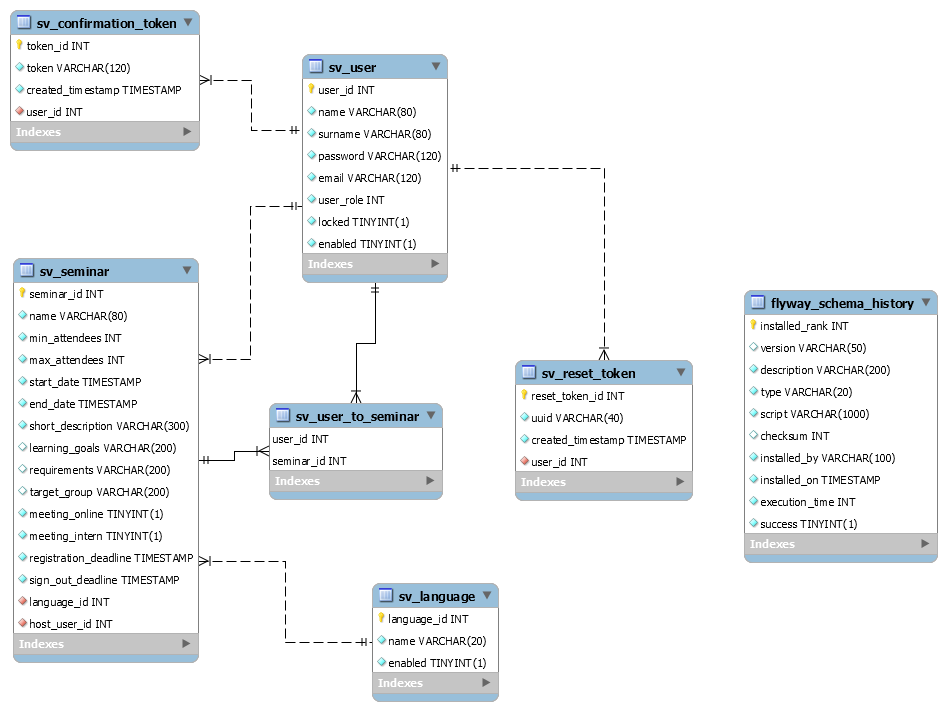 sv_confirmation_token
token_id INT
token VARCHAR(120)
created_timestamp TIMESTAMP
user_id INT
Indexes
sv_user
user_id INT
name VARCHAR(80)
surname VARCHAR(80)
password VARCHAR(120)
email VARCHAR(120)
user_role INT
locked TINYINT(1)
enabled TINYINT(1)
Indexes
sv_seminar
seminar_id INT
name VARCHAR(80)
min_attendees INT
max_attendees INT
start_date TIMESTAMP
end_date TIMESTAMP
short_description VARCHAR(300)
learning_goals VARCHAR(200)
requirements VARCHAR(200)
target_group VARCHAR(200)
meeting_online TINYINT(1)
meeting_intern TINYINT(1)
registration_deadline TIMESTAMP
sign_out_deadline TIMESTAMP
language_id INT
host_user_id INT
Indexes
sv_user_to_seminar
user_id INT
seminar_id INT
Indexes
sv_reset_token
reset_token_id INT
uuid VARCHAR(40)
created_timestamp TIMESTAMP
user_id INT
Indexes
flyway_schema_history
installed_rank INT
version VARCHAR(50)
description VARCHAR(200)
type VARCHAR(20)
script VARCHAR(1000)
checksum INT
installed_by VARCHAR(100)
installed_on TIMESTAMP
execution_time INT
success TINYINT(1)
Indexes
sv_language
language_id INT
name VARCHAR(20)
enabled TINYINT(1)
Indexes